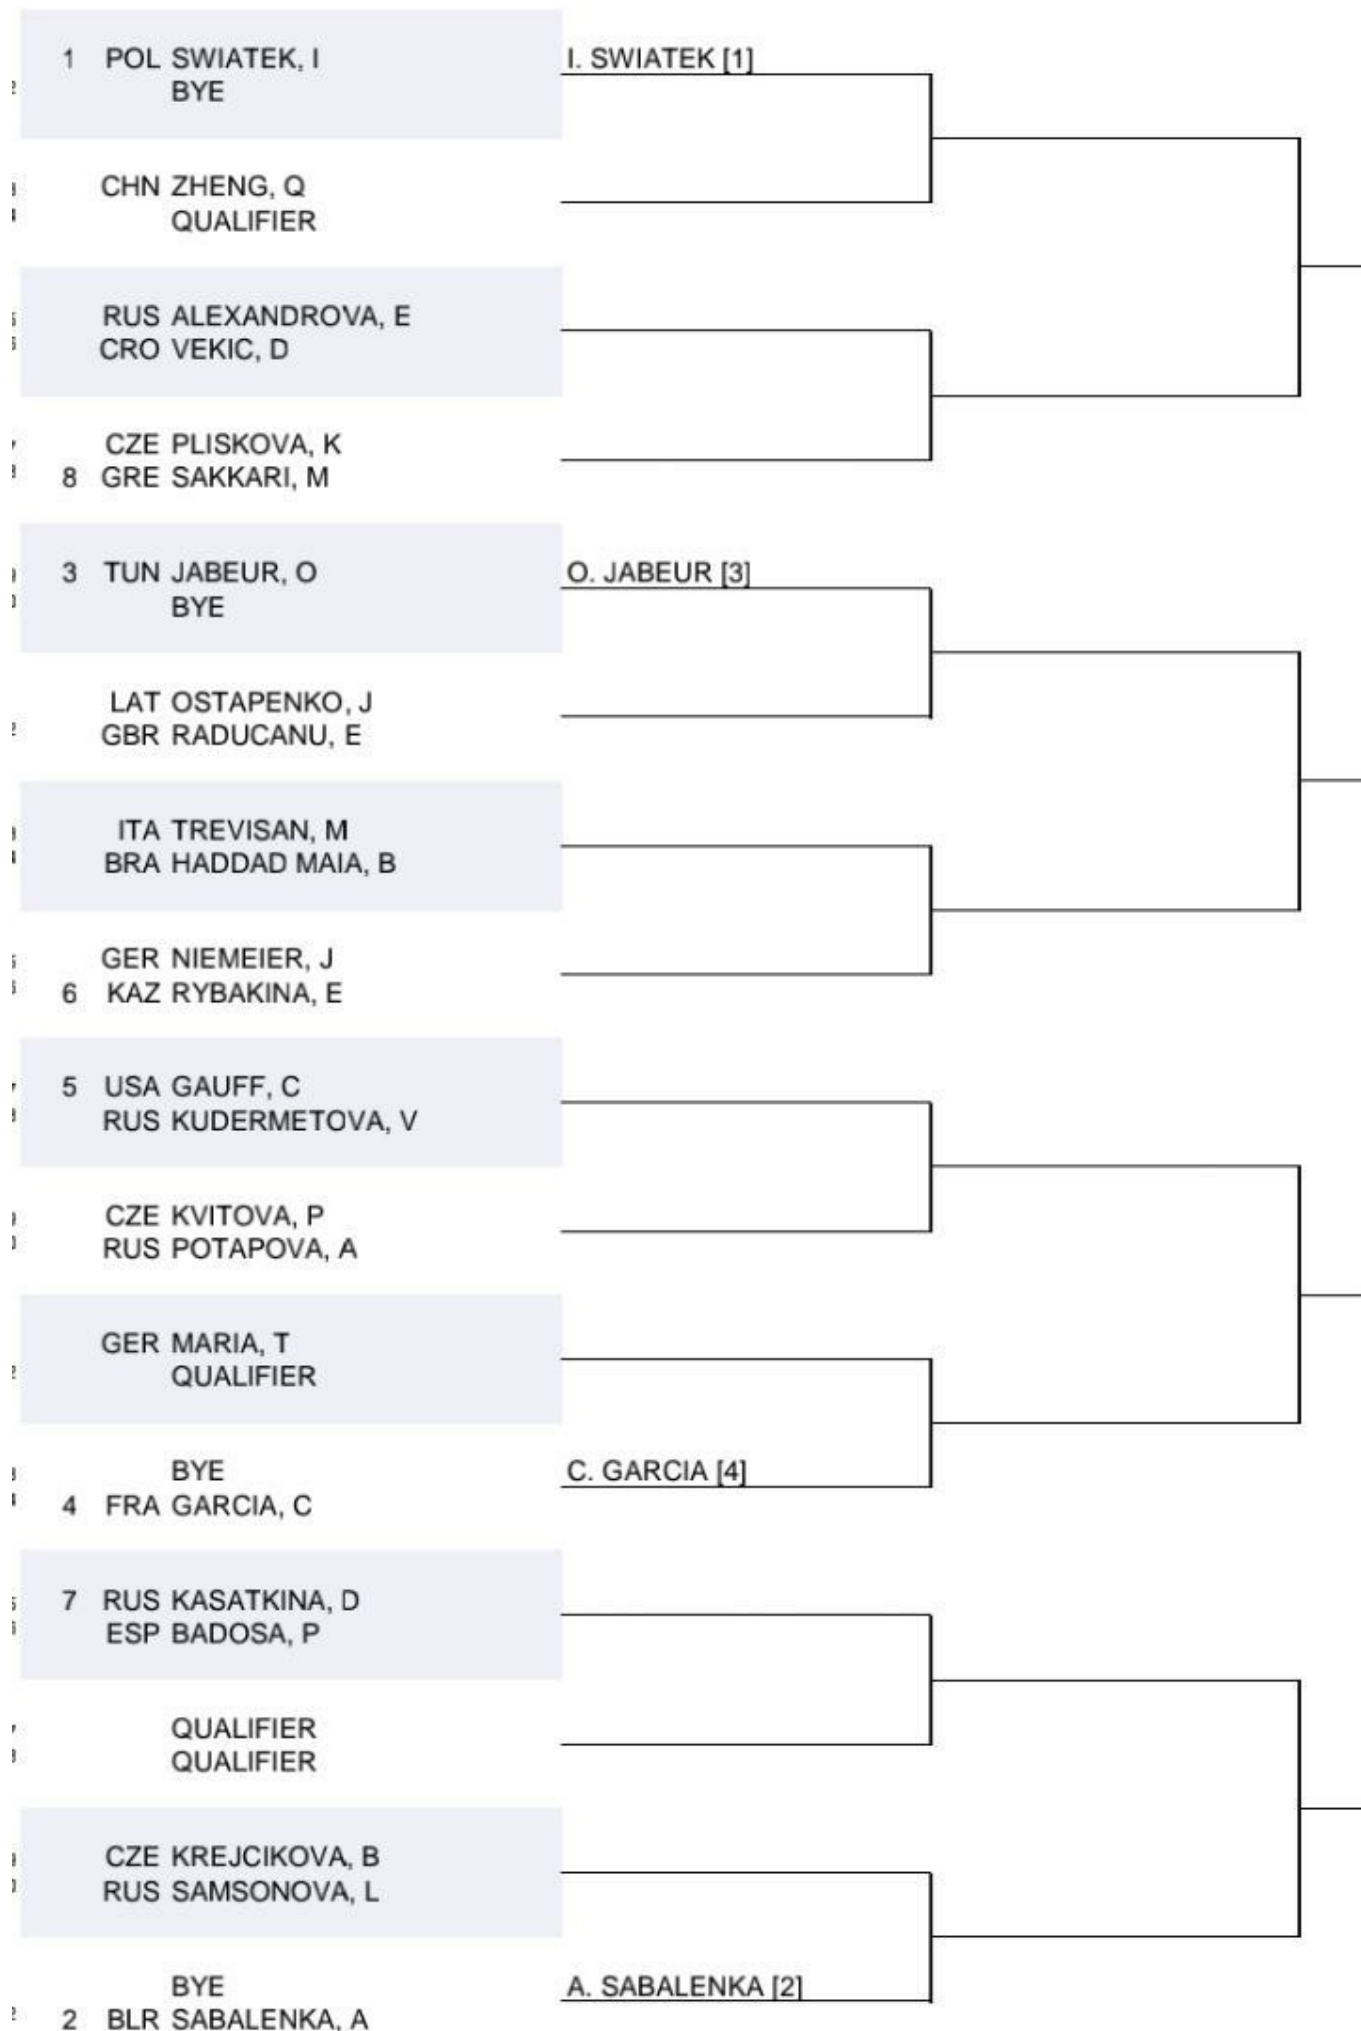 1 POL SWIATEK, I
I. SWIATEK [1]
BYE
CHN ZHENG, Q
QUALIFIER
RUS ALEXANDROVA, E
CRO VEKIC, D
CZE PLISKOVA, K
8 GRE SAKKARI, M
3 TUN JABEUR, O
O. JABEUR [3]
BYE
LAT OSTAPENKO, J
GBR RADUCANU, E
ITA TREVISAN, M
BRA HADDAD MAIA, B
GER NIEMEIER, J
6 KAZ RYBAKINA, E
5 USA GAUFF, C
RUS KUDERMETOVA, V
CZE KVITOVA, P
RUS POTAPOVA, A
GER MARIA, T
QUALIFIER
BYE
C. GARCIA [4]
4 FRA GARCIA, C
7 RUS KASATKINA, D
ESP BADOSA, P
QUALIFIER
QUALIFIER
CZE KREJCIKOVA, B
RUS SAMSONOVA, L
BYE
A. SABALENKA [2]
2 BLR SABALENKA, A